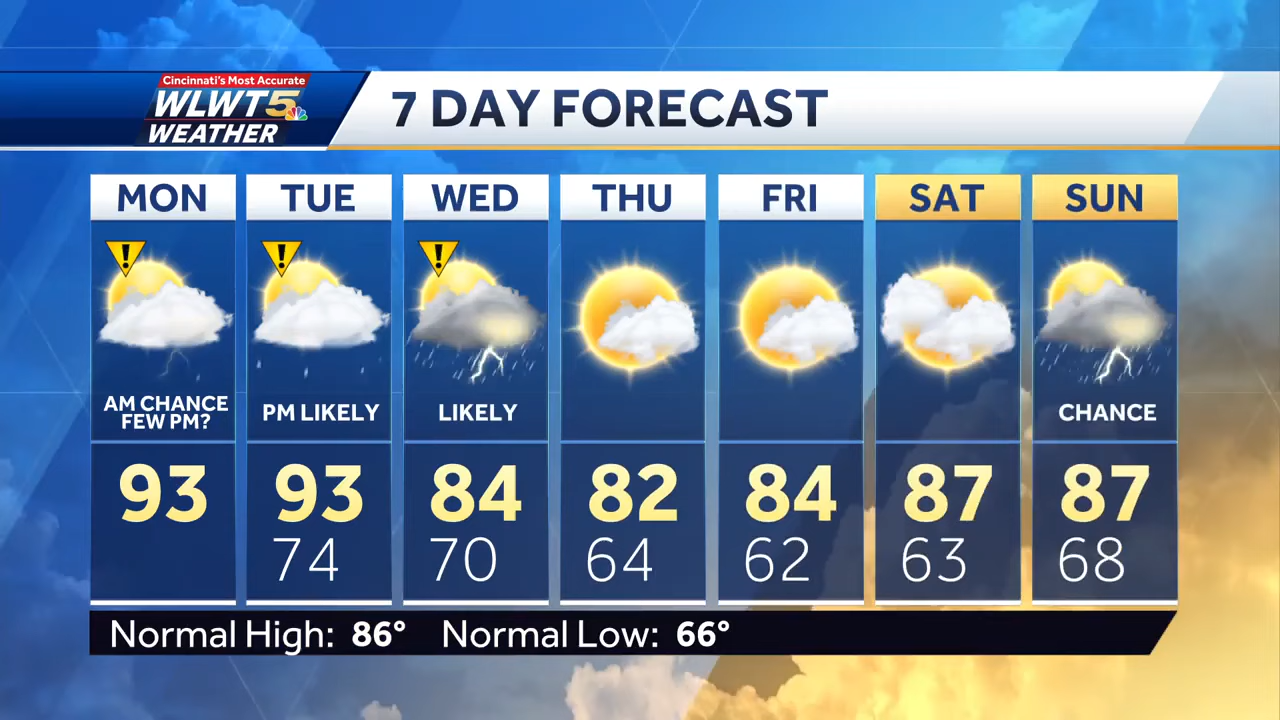 Cincinnati's Most Accurate
WLWT5
WEATHER
7 DAY FORECAST
MON TUE WED THU FRI SAT SUN
! ! !
AM CHANCE
FEW PM?
PM LIKELY LIKELY CHANCE
93 93 84 82 84 87 87
74 70 64 62 63 68
Normal High: 86° Normal Low: 66°